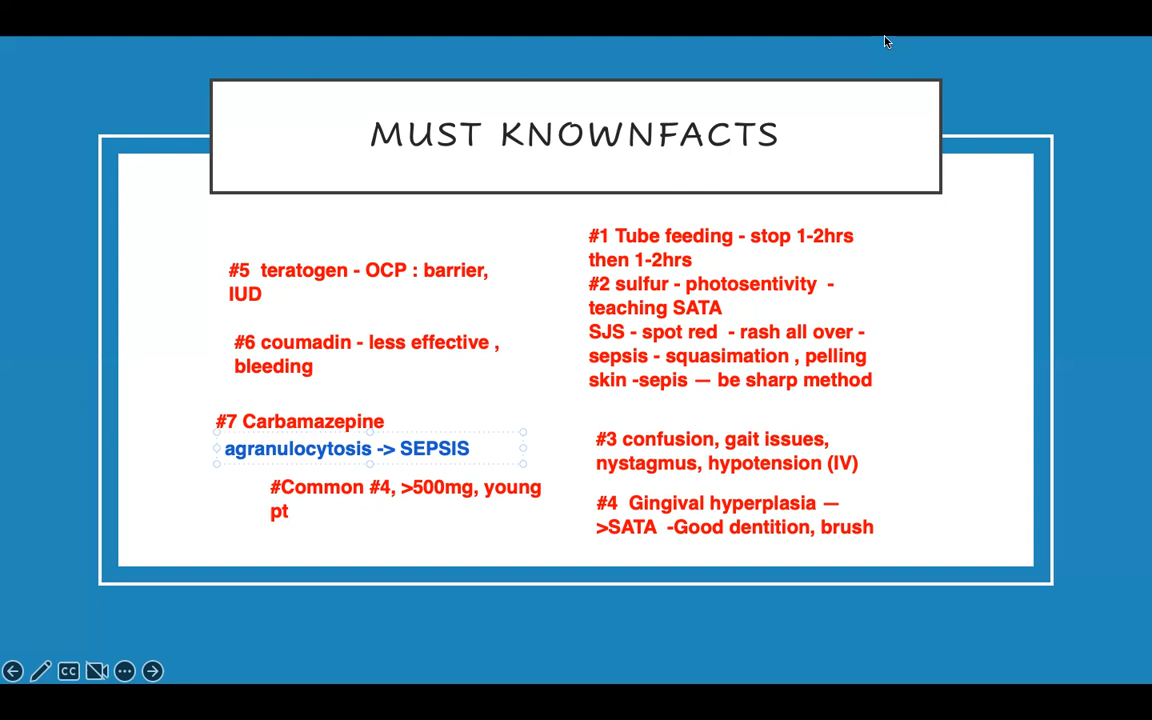 MUST KNOWNFACTS
#5 teratogen - OCP : barrier,
IUD
#6 coumadin - less effective ,
bleeding
#7 Carbamazepine
agranulocytosis -> SEPSIS
#Common #4, >500mg, young
pt
#1 Tube feeding - stop 1-2hrs
then 1-2hrs
#2 sulfur - photosentivity -
teaching SATA
SJS - spot red - rash all over -
sepsis - squasimation , pelling
skin -sepis — be sharp method
#3 confusion, gait issues,
nystagmus, hypotension (IV)
#4 Gingival hyperplasia —
>SATA -Good dentition, brush
CC